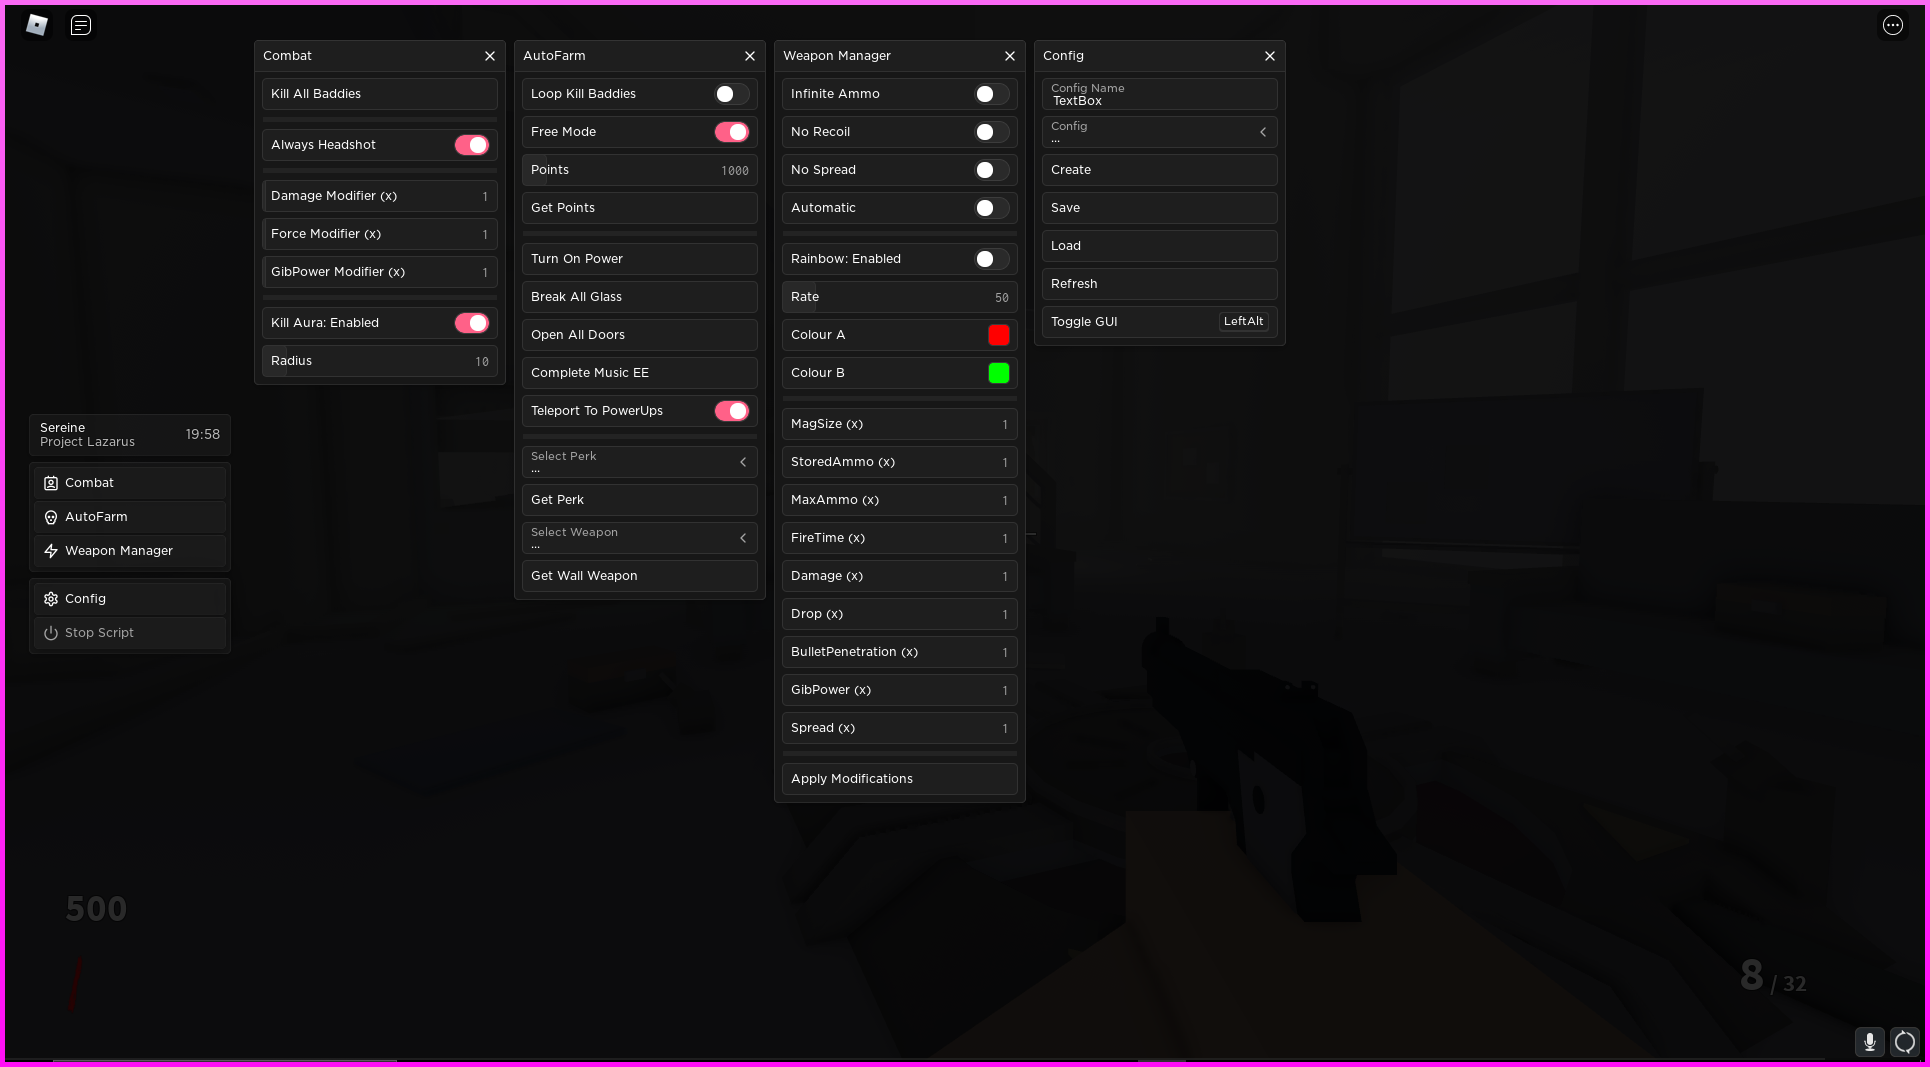 Combat
Kill All Baddies
Always Headshot
Damage Modifier (x) 1
Force Modifier (x) 1
GibPower Modifier (x) 1
Kill Aura: Enabled
Radius 10
AutoFarm
Loop Kill Baddies
Free Mode
Points 1000
Get Points
Turn On Power
Break All Glass
Open All Doors
Complete Music EE
Teleport To PowerUps
Select Perk
...
Get Perk
Select Weapon
...
Get Wall Weapon
Weapon Manager
Infinite Ammo
No Recoil
No Spread
Automatic
Rainbow: Enabled
Rate 50
Colour A
Colour B
MagSize (x) 1
StoredAmmo (x) 1
MaxAmmo (x) 1
FireTime (x) 1
Damage (x) 1
Drop (x) 1
BulletPenetration (x) 1
GibPower (x) 1
Spread (x) 1
Apply Modifications
Config
Config Name
TextBox
Config
...
Create
Save
Load
Refresh
Toggle GUI LeftAlt
Sereine
Project Lazarus
19:58
Combat
AutoFarm
Weapon Manager
Config
Stop Script
500
8 / 32